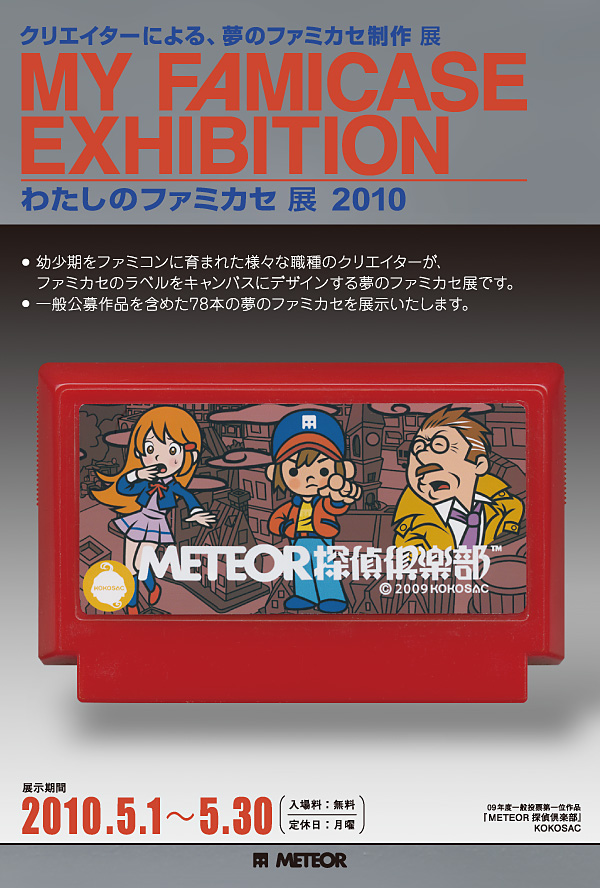 クリエイターによる、夢のファミカセ制作 展
MY FAMICASE
EXHIBITION
わたしのファミカセ 展 2010
● 幼少期をファミコンに育まれた様々な職種のクリエイターが、
ファミカセのラベルをキャンバスにデザインする夢のファミカセ展です。
● 一般公募作品を含めた78本の夢のファミカセを展示いたします。
METEOR探偵倶楽部™
KOKOSAC
© 2009 KOKOSAC
展示期間
2010.5.1〜5.30
入場料：無料
定休日：月曜
09年度一般投票第一位作品
『METEOR 探偵倶楽部』
KOKOSAC
METEOR